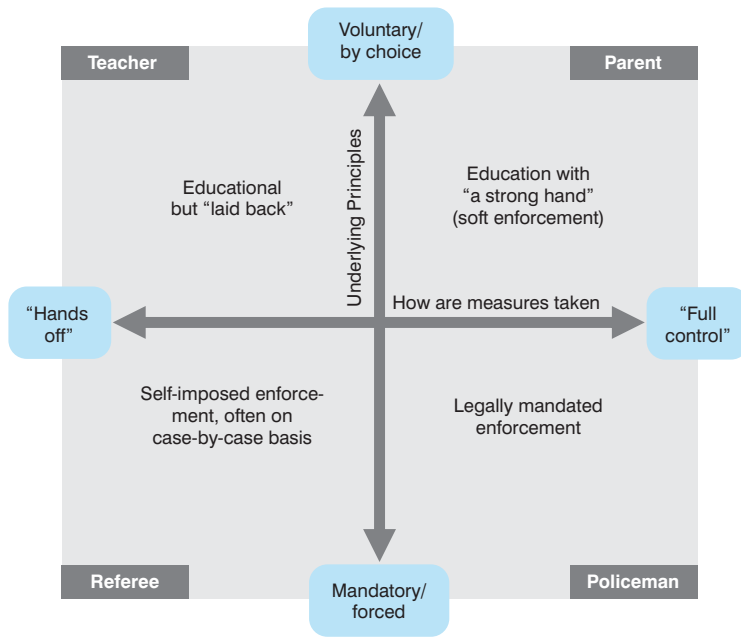 Voluntary/
by choice
Teacher
Parent
Underlying Principles
Educational
but “laid back”
Education with
“a strong hand”
(soft enforcement)
“Hands
off”
How are measures taken
“Full
control”
Self-imposed enforce-
ment, often on
case-by-case basis
Legally mandated
enforcement
Referee
Policeman
Mandatory/
forced